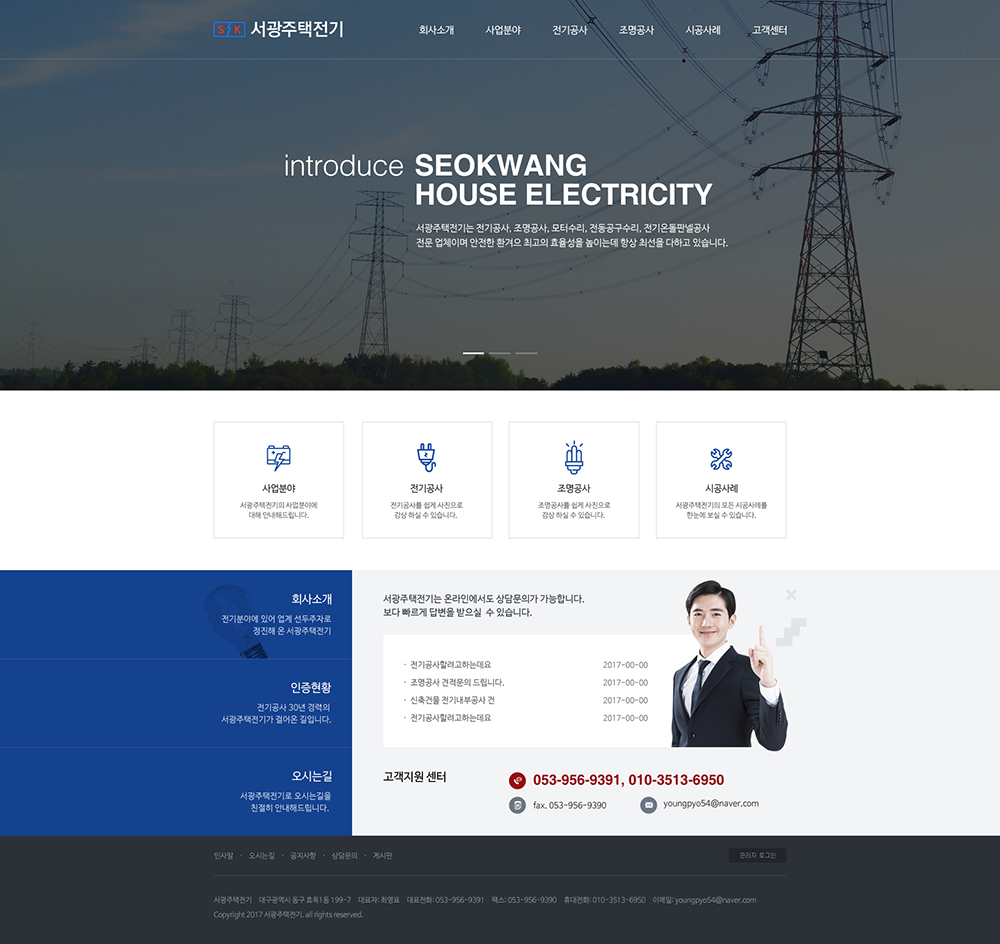 SK 서광주택전기
회사소개 사업분야 전기공사 조명공사 시공사례 고객센터
introduce SEOKWANG
HOUSE ELECTRICITY
서광주택전기는 전기공사, 조명공사, 모터수리, 전동공구수리, 전기온돌판넬공사
전문 업체이며 안전한 환겨으 최고의 효율성을 높이는데 항상 최선을 다하고 있습니다.
사업분야
서광주택전기의 사업분야에
대해 안내해드립니다.
전기공사
전기공사를 쉽게 사진으로
감상 하실 수 있습니다.
조명공사
조명공사를 쉽게 사진으로
감상 하실 수 있습니다.
시공사례
서광주택전기의 모든 시공사례를
한눈에 보실 수 있습니다.
회사소개
전기분야에 있어 업계 선두주자로
정진해 온 서광주택전기
인증현황
전기공사 30년 경력의
서광주택전기가 걸어온 길입니다.
오시는길
서광주택전기로 오시는길을
친절히 안내해드립니다.
서광주택전기는 온라인에서도 상담문의가 가능합니다.
보다 빠르게 답변을 받으실 수 있습니다.
· 전기공사할려고하는데요 2017-00-00
· 조명공사 견적문의 드립니다. 2017-00-00
· 신축건물 전기내부공사 건 2017-00-00
· 전기공사할려고하는데요 2017-00-00
고객지원 센터
053-956-9391, 010-3513-6950
fax. 053-956-9390
youngpyo54@naver.com
인사말 · 오시는길 · 공지사항 · 상담문의 · 게시판
관리자 로그인
서광주택전기 대구광역시 동구 효목1동 199-7 대표자: 최영표 대표전화: 053-956-9391 팩스: 053-956-9390 휴대전화: 010-3513-6950 이메일: youngpyo54@naver.com
Copyright 2017 서광주택전기, all rights reserved.